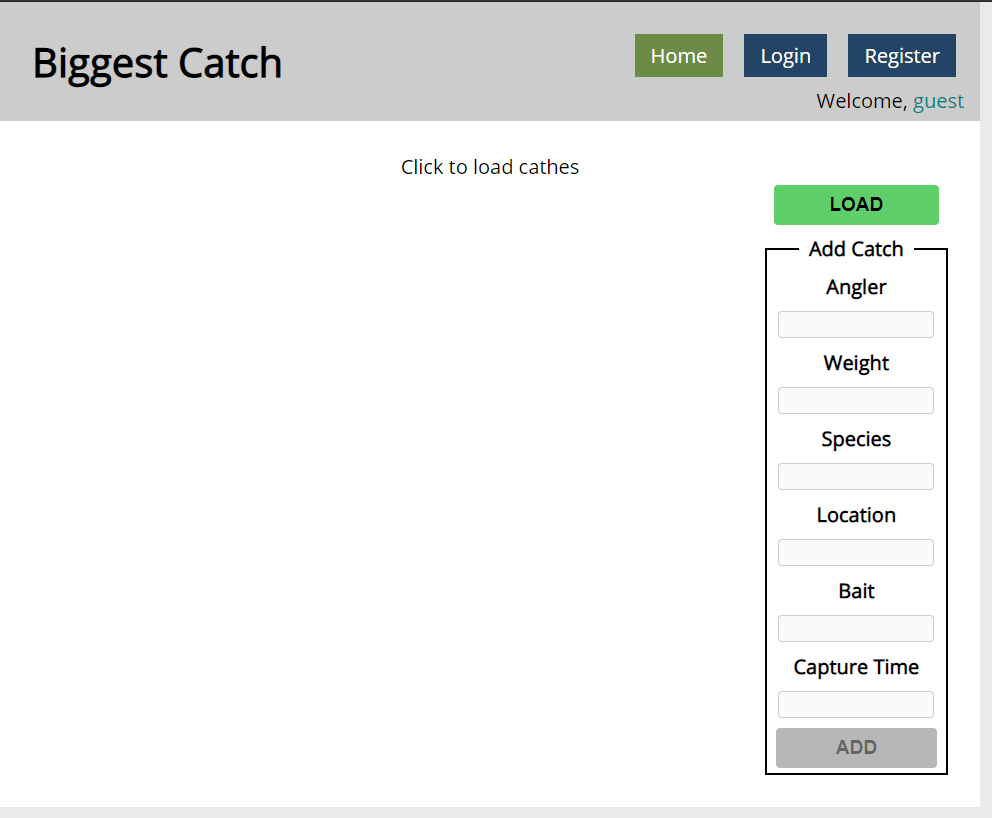 Biggest Catch
Home Login Register
Welcome, guest
Click to load cathes
LOAD
Add Catch
Angler
Weight
Species
Location
Bait
Capture Time
ADD